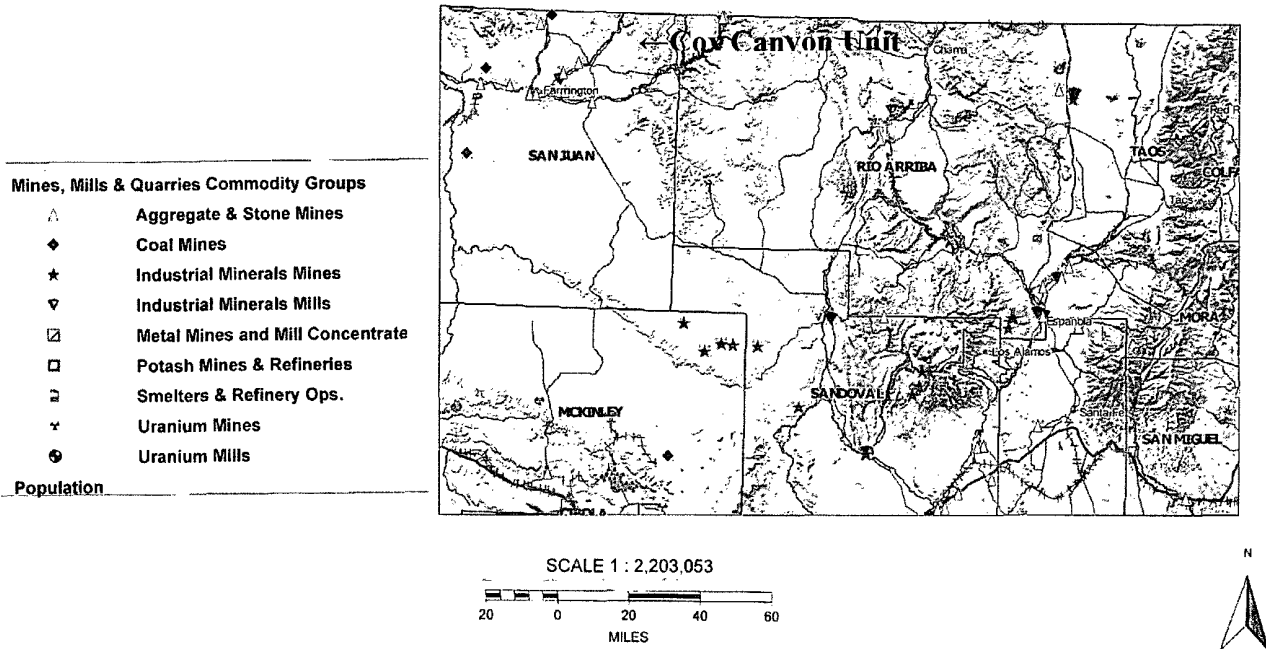 ←Cox Canyon Unit
Chama
Farmington
SAN JUAN
RIO ARRIBA
TAOS
COLFA
Red R
Taos
MORA
Espanola
Los Alamos
SANDOVAL
MCKINLEY
Santa Fe
SAN MIGUEL
CIBOLA
Mines, Mills & Quarries Commodity Groups
Aggregate & Stone Mines
Coal Mines
Industrial Minerals Mines
Industrial Minerals Mills
Metal Mines and Mill Concentrate
Potash Mines & Refineries
Smelters & Refinery Ops.
Uranium Mines
Uranium Mills
Population
SCALE 1 : 2,203,053
20 0 20 40 60
MILES
N